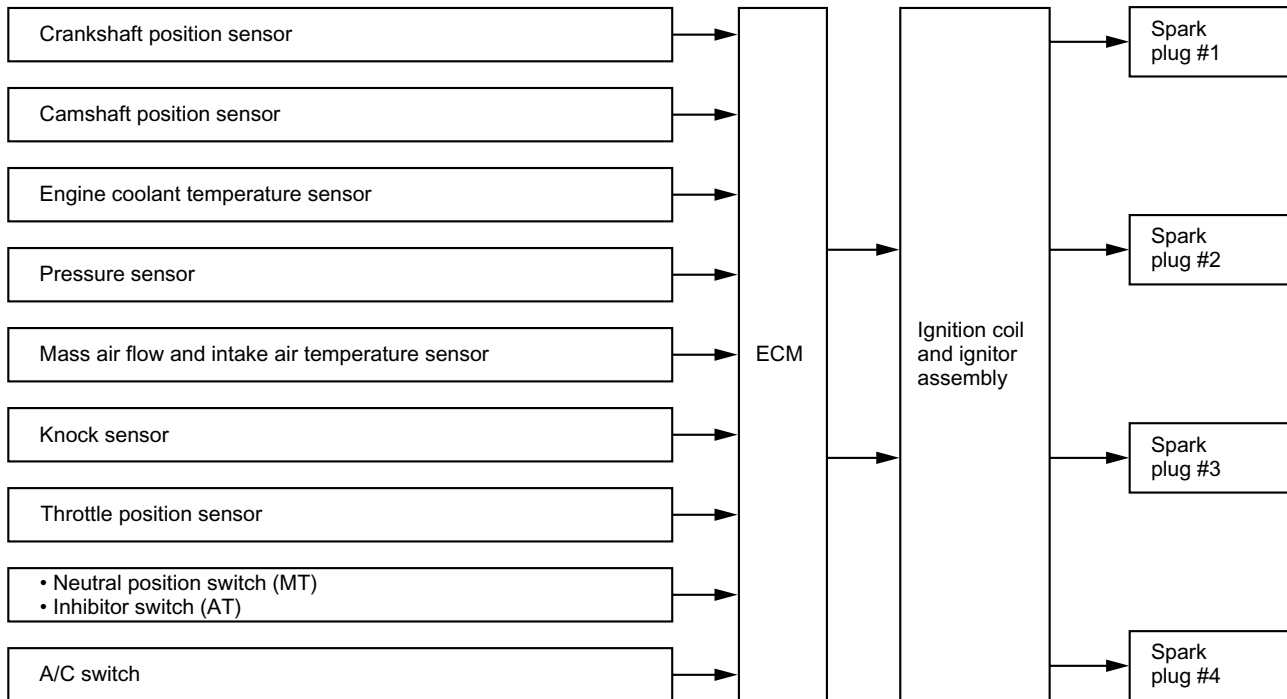 Crankshaft position sensor
Camshaft position sensor
Engine coolant temperature sensor
Pressure sensor
Mass air flow and intake air temperature sensor
Knock sensor
Throttle position sensor
• Neutral position switch (MT)
• Inhibitor switch (AT)
A/C switch
ECM
Ignition coil
and ignitor
assembly
Spark
plug #1
Spark
plug #2
Spark
plug #3
Spark
plug #4